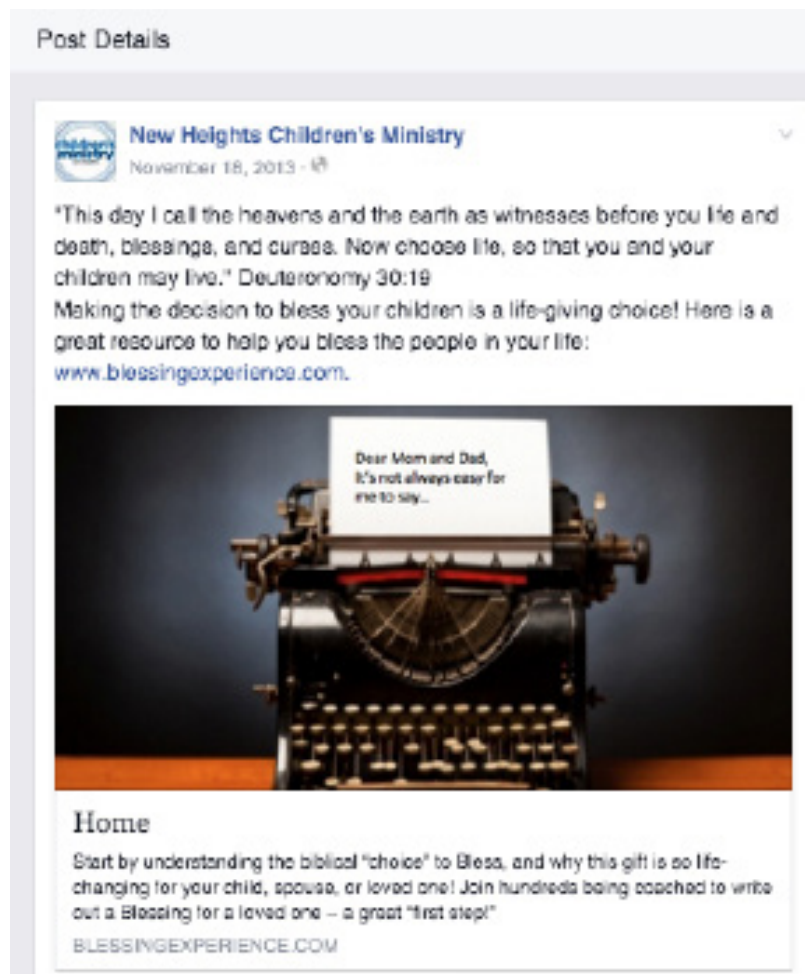 Post Details
children's
ministry
New Heights Children's Ministry
November 18, 2013 ·
"This day I call the heavens and the earth as witnesses before you life and
death, blessings, and curses. Now choose life, so that you and your
children may live." Deuteronomy 30:19
Making the decision to bless your children is a life-giving choice! Here is a
great resource to help you bless the people in your life:
www.blessingexperience.com.
Dear Mom and Dad,
It's not always easy for
me to say...
Home
Start by understanding the biblical "choice" to Bless, and why this gift is so life-
changing for your child, spouse, or loved one! Join hundreds being coached to write
out a Blessing for a loved one – a great "first step!"
BLESSINGEXPERIENCE.COM